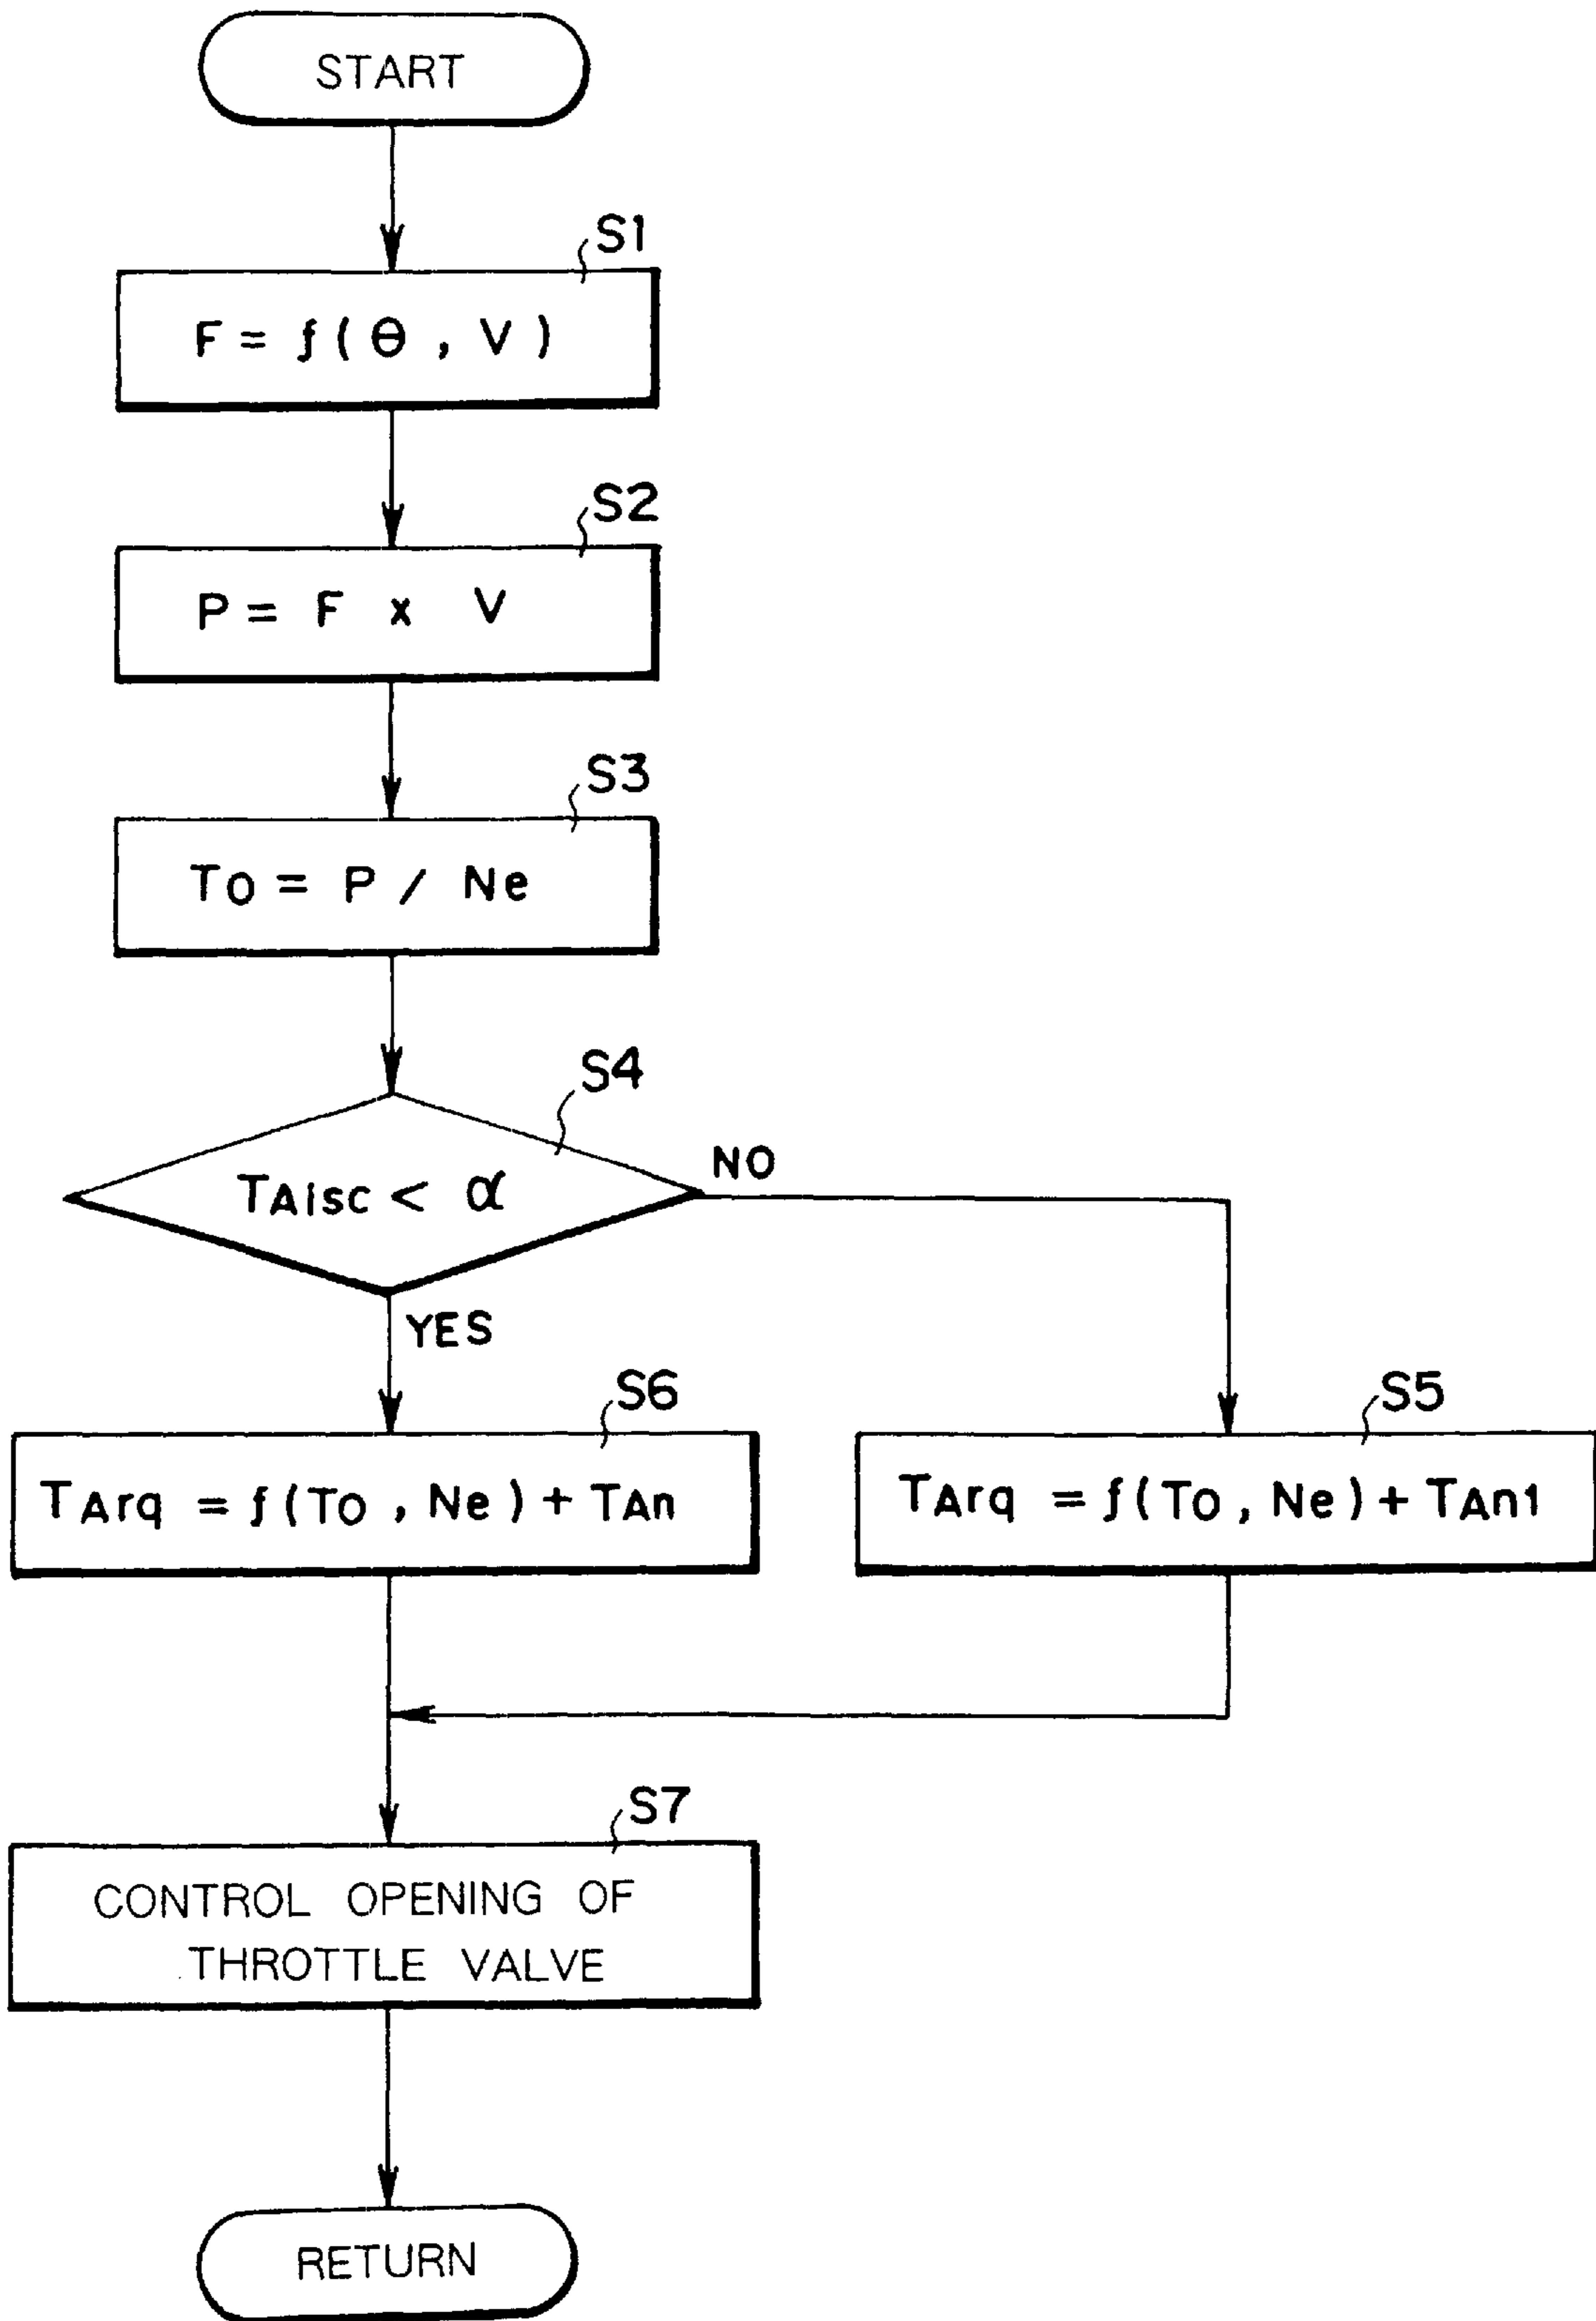 START
S1
F = f(θ, V)
S2
P = F x V
S3
To = P / Ne
S4
TAisc < α
NO
YES
S6
TArq = f(To, Ne) + TAn
S5
TArq = f(To, Ne) + TAn1
S7
CONTROL OPENING OF
THROTTLE VALVE
RETURN